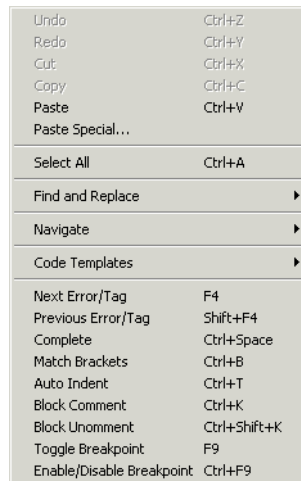 Undo Ctrl+Z
Redo Ctrl+Y
Cut Ctrl+X
Copy Ctrl+C
Paste Ctrl+V
Paste Special...
Select All Ctrl+A
Find and Replace
Navigate
Code Templates
Next Error/Tag F4
Previous Error/Tag Shift+F4
Complete Ctrl+Space
Match Brackets Ctrl+B
Auto Indent Ctrl+T
Block Comment Ctrl+K
Block Unomment Ctrl+Shift+K
Toggle Breakpoint F9
Enable/Disable Breakpoint Ctrl+F9